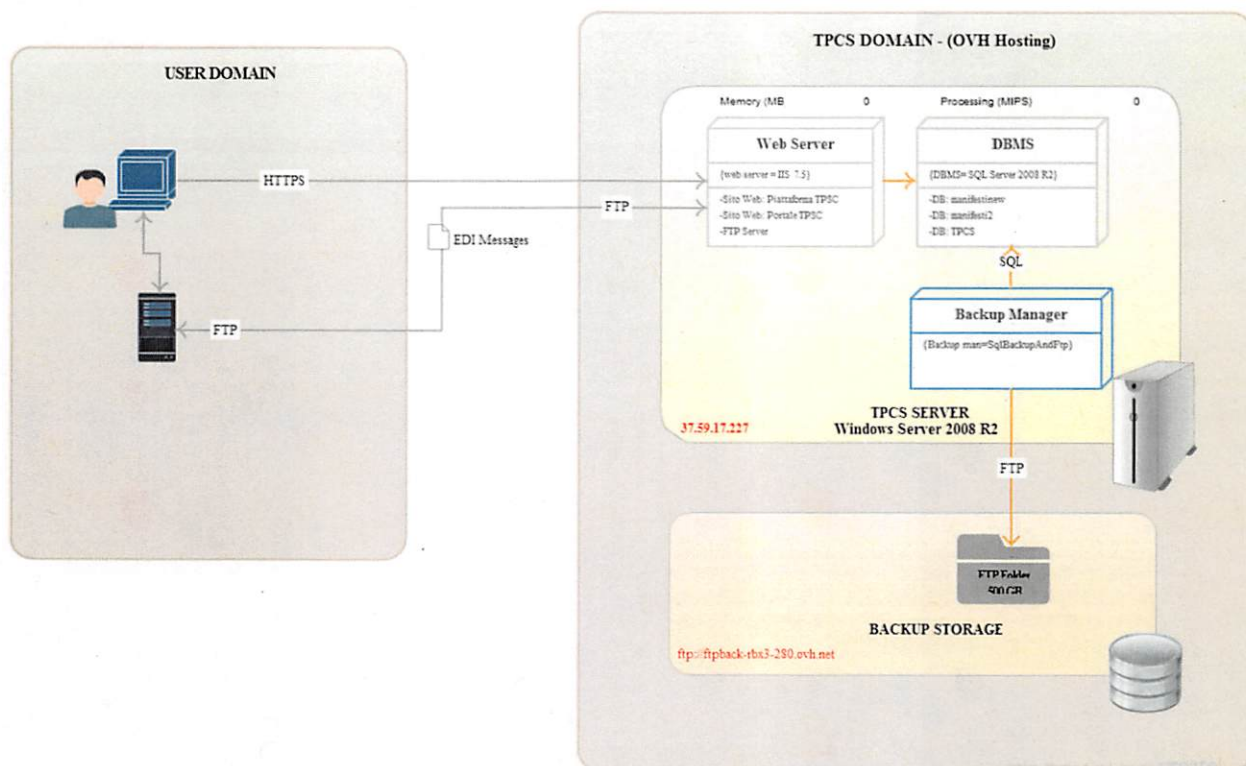 USER DOMAIN
HTTPS
FTP
EDI Messages
FTP
TPCS DOMAIN - (OVH Hosting)
Memory (MB 0 Processing (MIPS) 0
Web Server
{web server = IIS 7.5}
-Sito Web: Piattaforma TPSC
-Sito Web: Portale TPSC
-FTP Server
DBMS
{DBMS= SQL Server 2008 R2}
-DB: manifestinew
-DB: manifesti2
-DB: TPCS
SQL
Backup Manager
{Backup man=SqlBackupAndFtp}
TPCS SERVER
Windows Server 2008 R2
37.59.17.227
FTP
FTP Folder
500 GB
BACKUP STORAGE
ftp://ftpback-rbx3-280.ovh.net